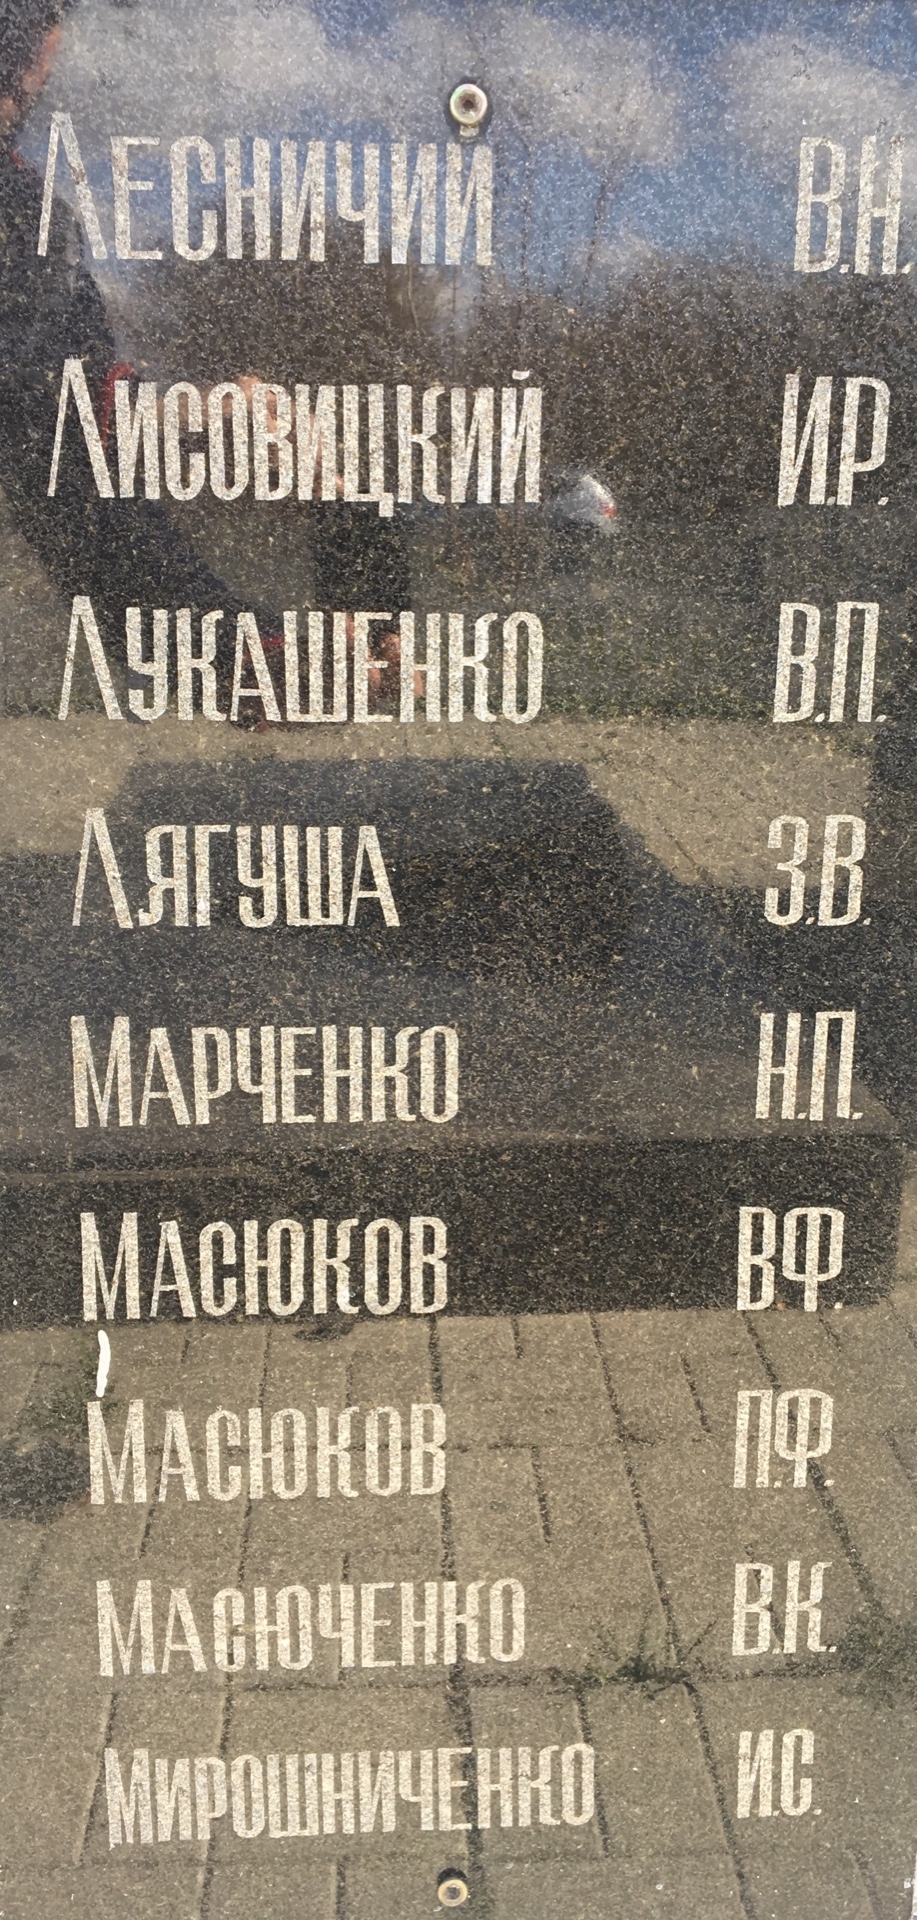 ЛЕСНИЧИЙ В.Н.
ЛИСОВИЦКИЙ И.Р.
ЛУКАШЕНКО В.П.
ЛЯГУША З.В.
МАРЧЕНКО Н.П.
МАСЮКОВ В.Ф.
МАСЮКОВ П.Ф.
МАСЮЧЕНКО В.К.
МИРОШНИЧЕНКО И.С.